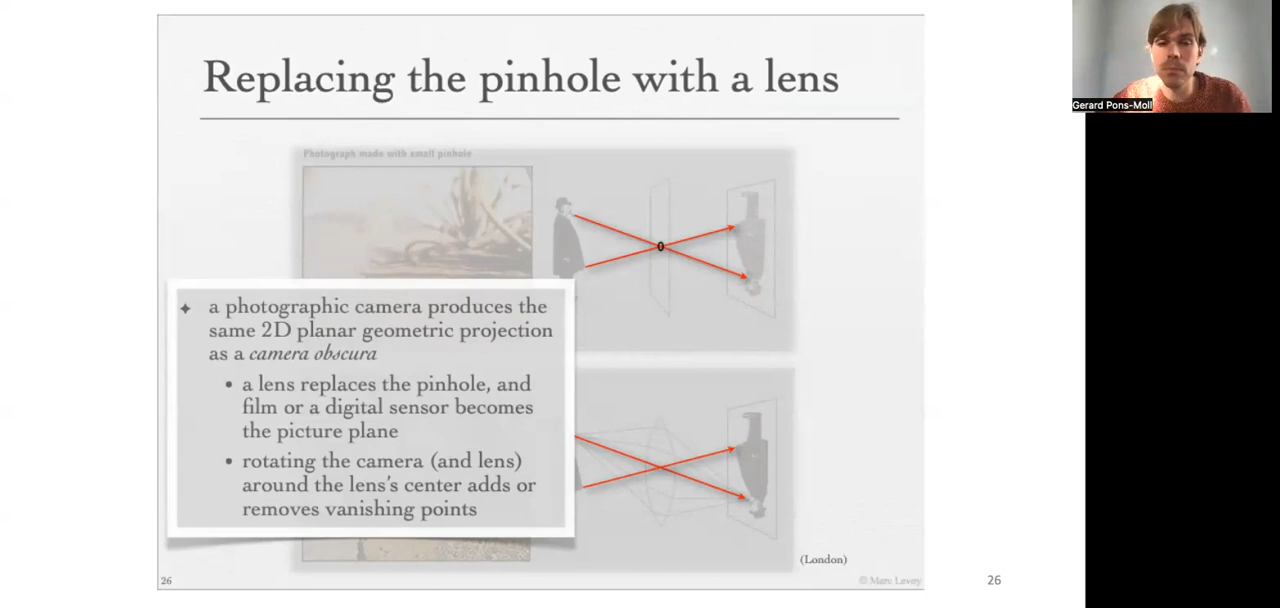 Replacing the pinhole with a lens
Gerard Pons-Moll
Photograph made with small pinhole
✦ a photographic camera produces the
same 2D planar geometric projection
as a camera obscura
• a lens replaces the pinhole, and
film or a digital sensor becomes
the picture plane
• rotating the camera (and lens)
around the lens's center adds or
removes vanishing points
(London)
26
© Marc Levoy
26